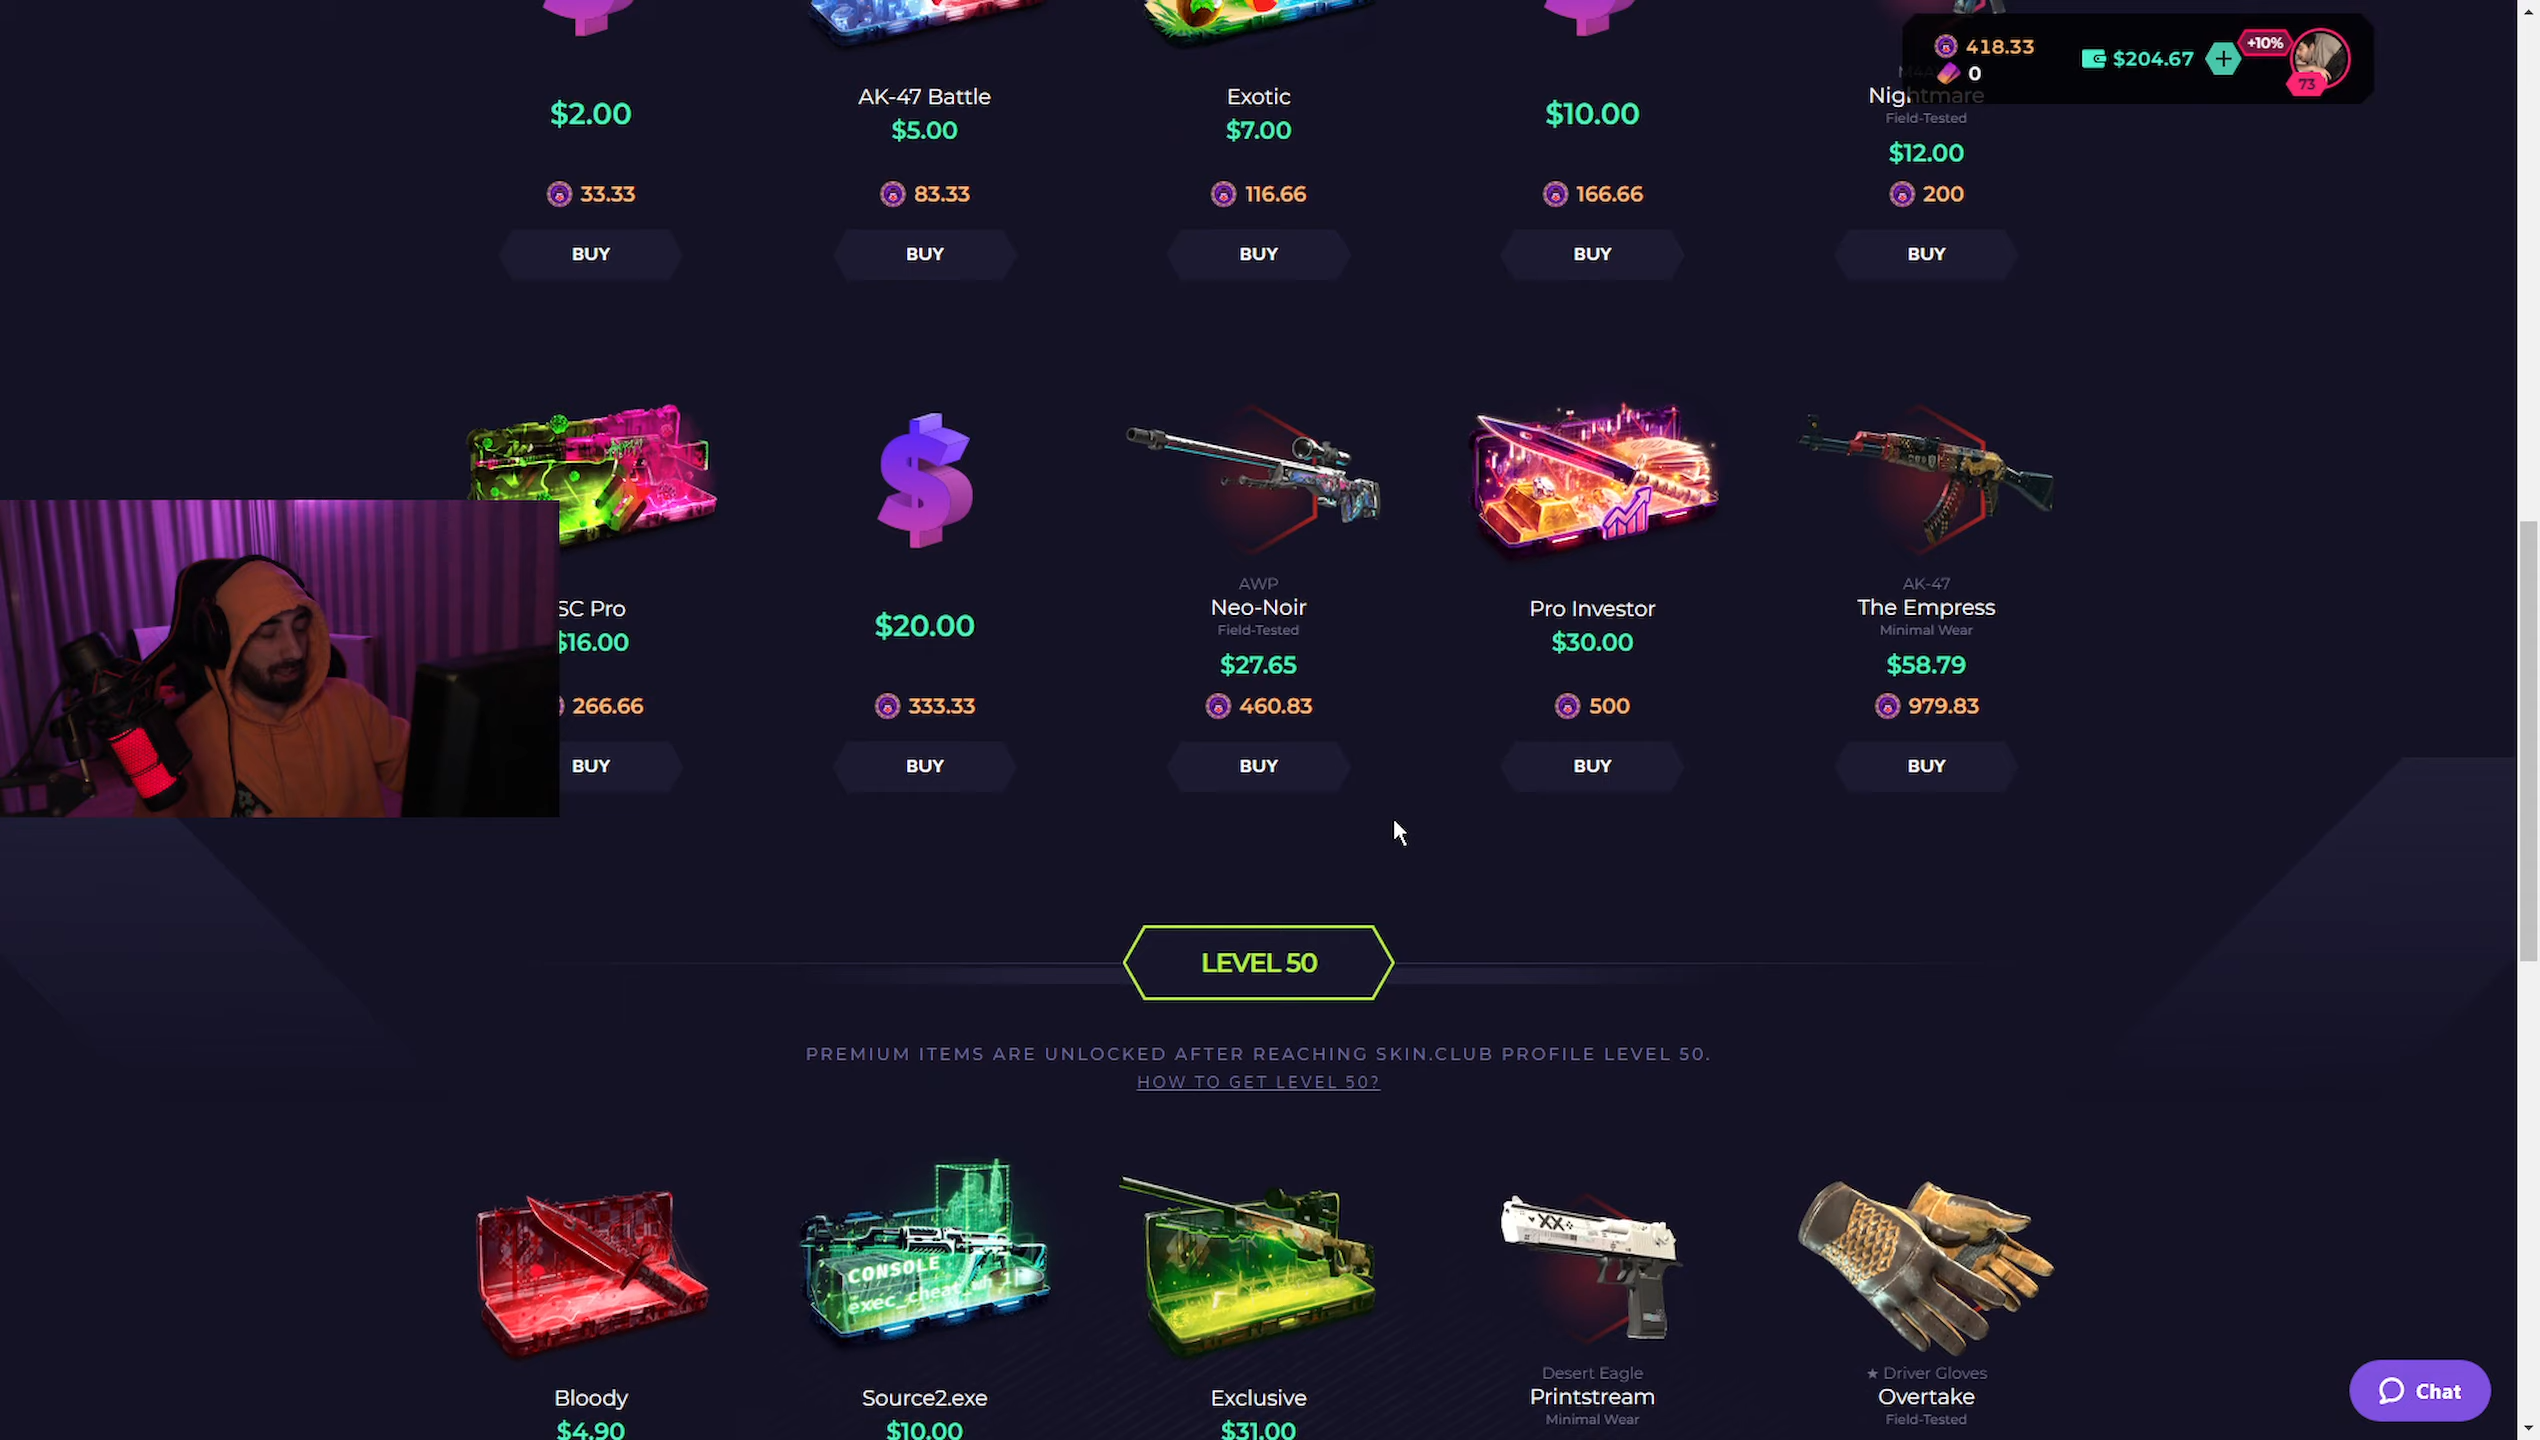 418.33
0
$204.67
+10%
73
$2.00
AK-47 Battle
$5.00
Exotic
$7.00
$10.00
Nightmare
Field-Tested
$12.00
33.33
83.33
116.66
166.66
200
BUY
BUY
BUY
BUY
BUY
SC Pro
$16.00
$20.00
AWP
Neo-Noir
Field-Tested
$27.65
Pro Investor
$30.00
AK-47
The Empress
Minimal Wear
$58.79
266.66
333.33
460.83
500
979.83
BUY
BUY
BUY
BUY
BUY
LEVEL 50
PREMIUM ITEMS ARE UNLOCKED AFTER REACHING SKIN.CLUB PROFILE LEVEL 50.
HOW TO GET LEVEL 50?
CONSOLE
exec_cheat
XX
Bloody
$4.90
Source2.exe
$10.00
Exclusive
$31.00
Desert Eagle
Printstream
Minimal Wear
★ Driver Gloves
Overtake
Field-Tested
Chat